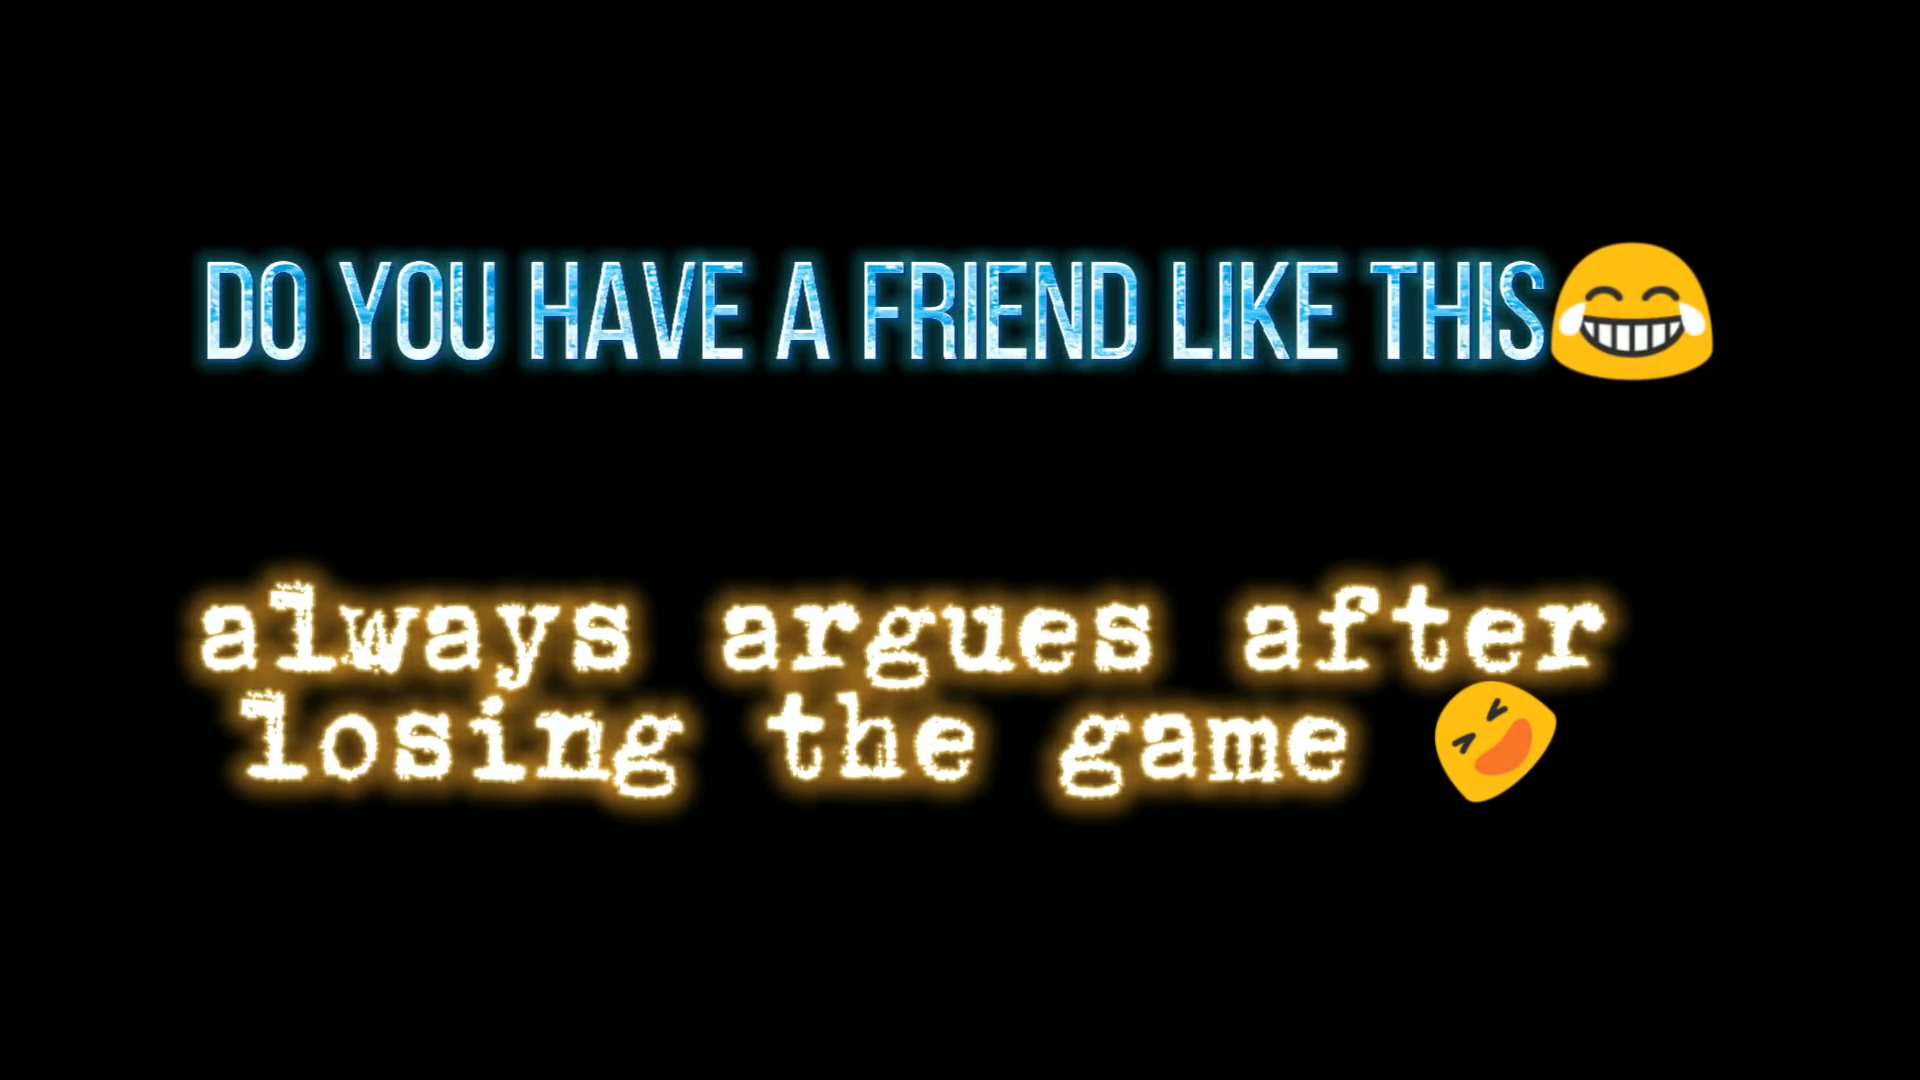 DO YOU HAVE A FRIEND LIKE THIS😂
always argues after
losing the game 🤣